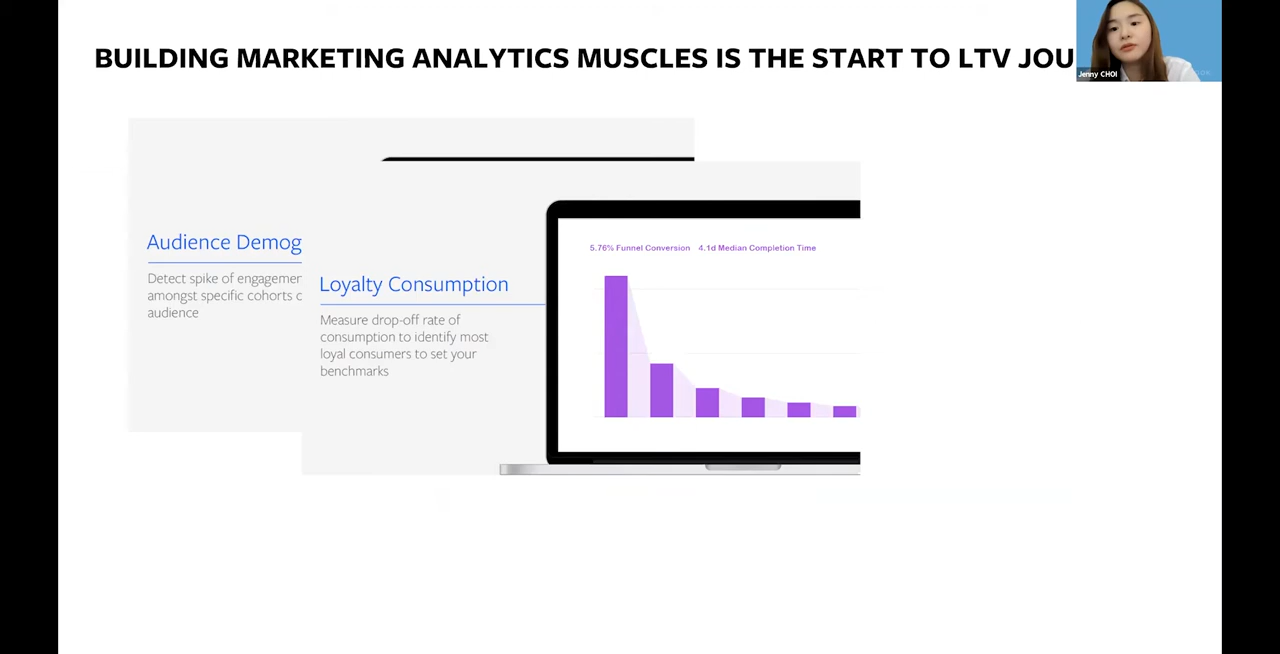 BUILDING MARKETING ANALYTICS MUSCLES IS THE START TO LTV JOU
Jenny CHOI
Audience Demog
Detect spike of engagemen
amongst specific cohorts o
audience
Loyalty Consumption
Measure drop-off rate of
consumption to identify most
loyal consumers to set your
benchmarks
5.76% Funnel Conversion 4.1d Median Completion Time